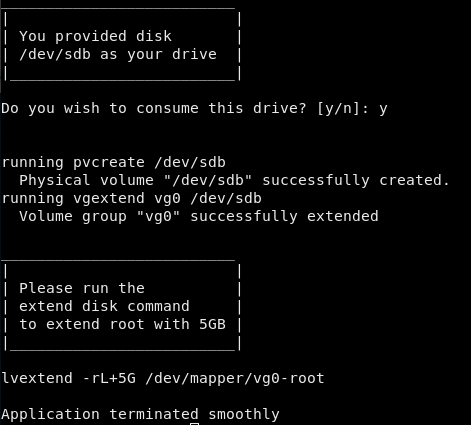 You provided disk
/dev/sdb as your drive
Do you wish to consume this drive? [y/n]: y
running pvcreate /dev/sdb
Physical volume "/dev/sdb" successfully created.
running vgextend vg0 /dev/sdb
Volume group "vg0" successfully extended
Please run the
extend disk command
to extend root with 5GB
lvextend -rL+5G /dev/mapper/vg0-root
Application terminated smoothly